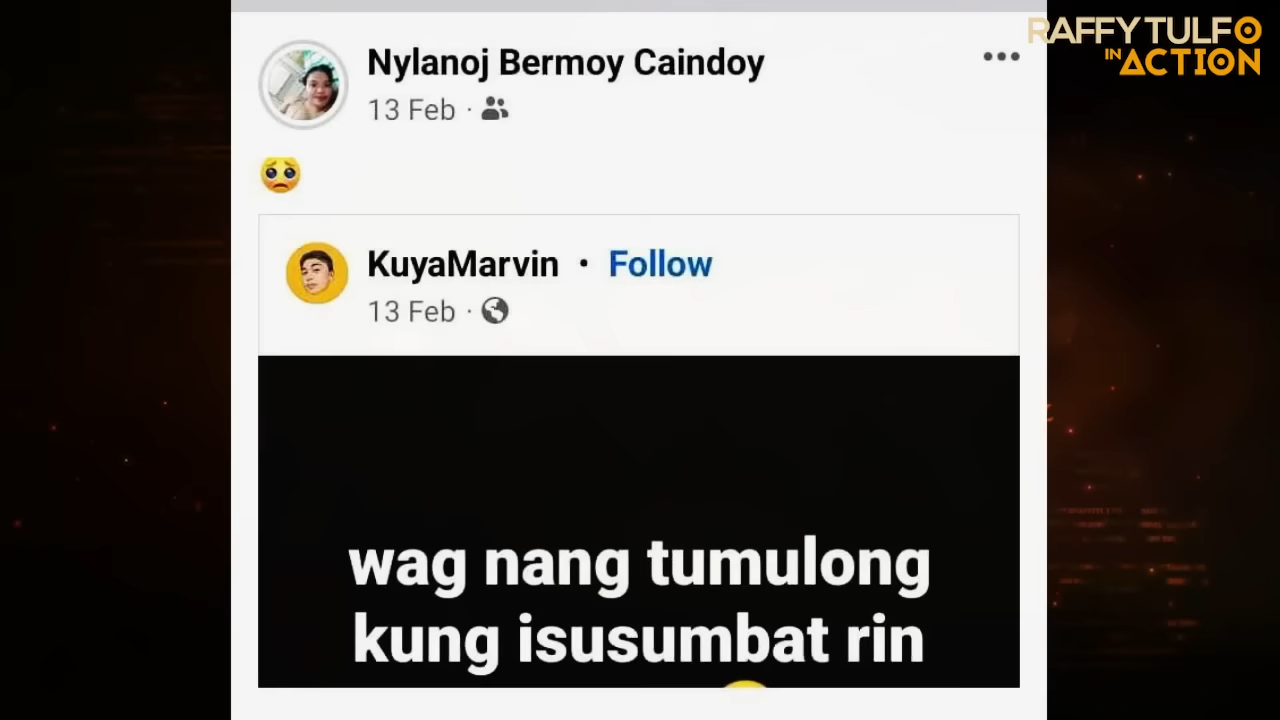 RAFFY TULFO
IN ACTION
Nylanoj Bermoy Caindoy
13 Feb ·
🥺
KuyaMarvin · Follow
13 Feb ·
wag nang tumulong
kung isusumbat rin